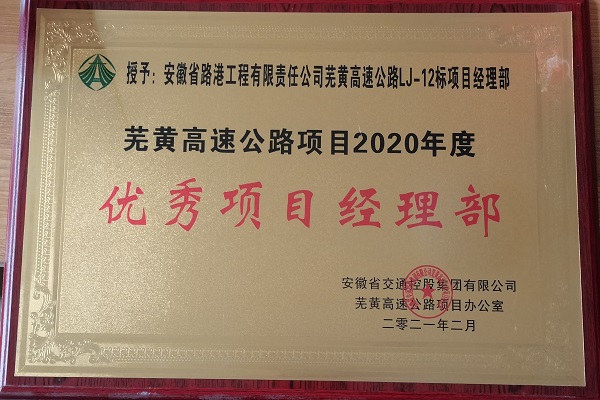 授予：安徽省路港工程有限责任公司芜黄高速公路LJ-12标项目经理部
芜黄高速公路项目2020年度
优秀项目经理部
安徽省交通控股集团有限公司
芜黄高速公路项目办公室
二零二一年二月